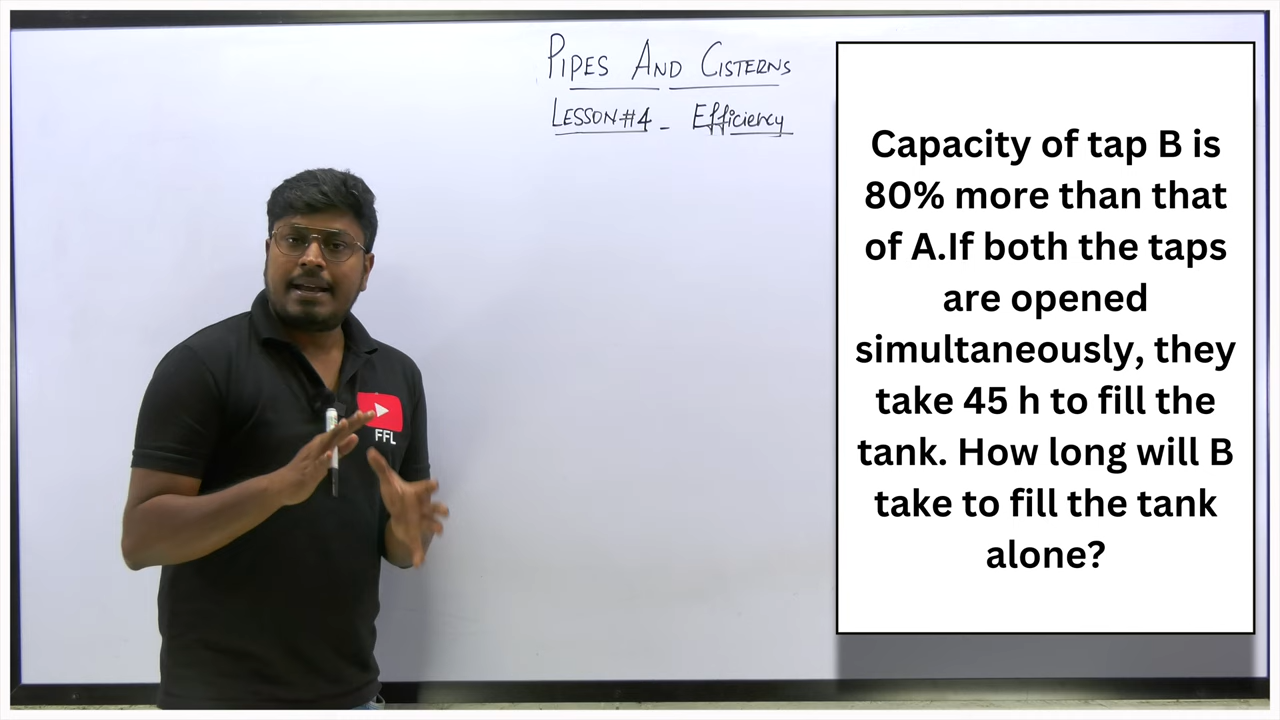 PIPES AND CISTERNS
LESSON#4 - Efficiency
Capacity of tap B is
80% more than that
of A.If both the taps
are opened
simultaneously, they
take 45 h to fill the
tank. How long will B
take to fill the tank
alone?
FFL